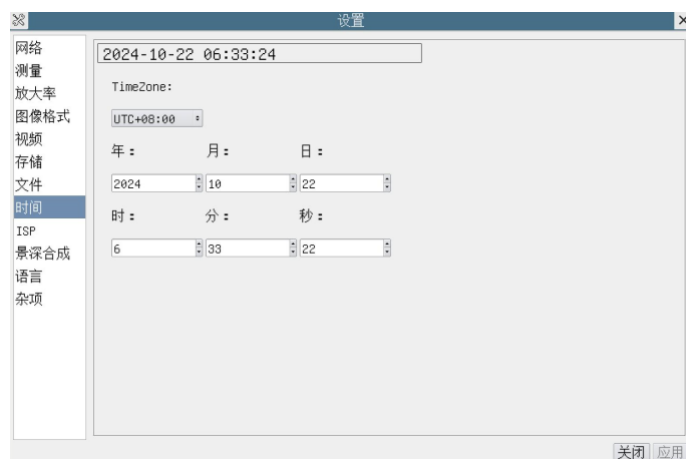 设置
网络
测量
放大率
图像格式
视频
存储
文件
时间
ISP
景深合成
语言
杂项
2024-10-22 06:33:24
TimeZone:
UTC+08:00
年： 月： 日：
2024 10 22
时： 分： 秒：
6 33 22
关闭 应用